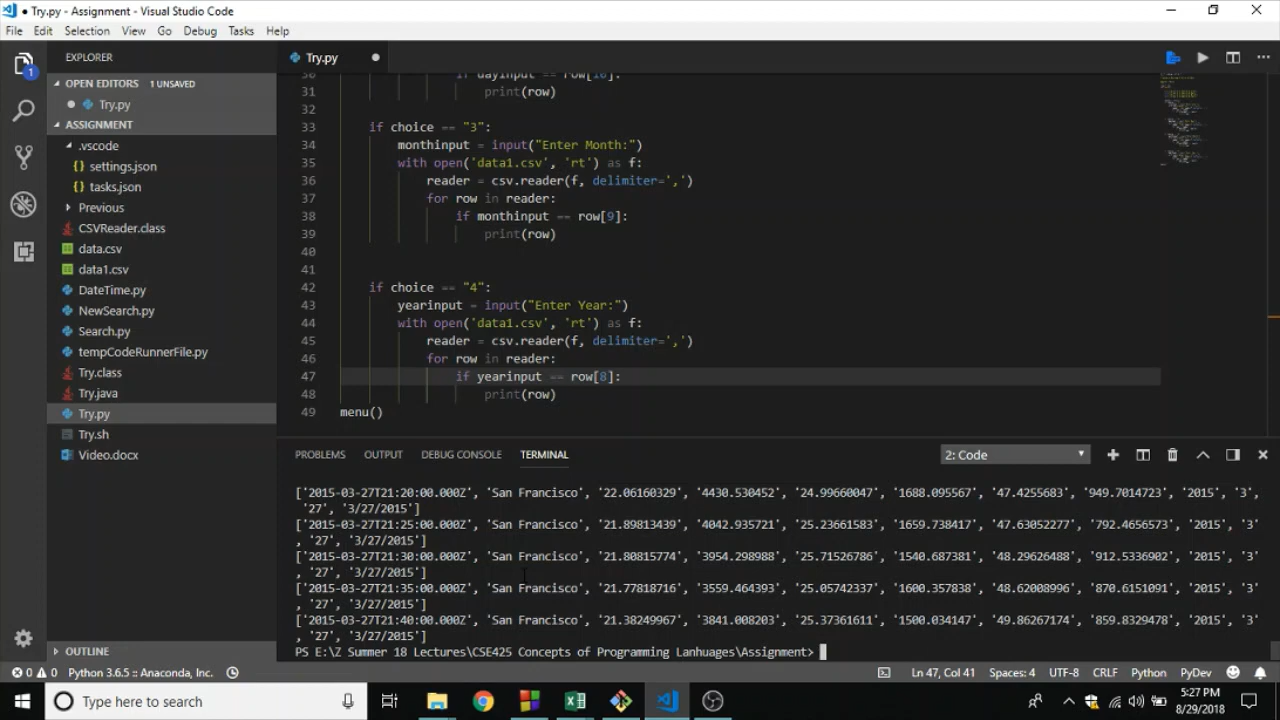 ● Try.py - Assignment - Visual Studio Code
File Edit Selection View Go Debug Tasks Help
EXPLORER
Try.py ●
OPEN EDITORS 1 UNSAVED
● Try.py
ASSIGNMENT
.vscode
{} settings.json
{} tasks.json
Previous
CSVReader.class
data.csv
data1.csv
DateTime.py
NewSearch.py
Search.py
tempCodeRunnerFile.py
Try.class
Try.java
Try.py
Try.sh
Video.docx
OUTLINE
1
30 if dayinput == row[10]:
31 print(row)
32
33 if choice == "3":
34 monthinput = input("Enter Month:")
35 with open('data1.csv', 'rt') as f:
36 reader = csv.reader(f, delimiter=',')
37 for row in reader:
38 if monthinput == row[9]:
39 print(row)
40
41
42 if choice == "4":
43 yearinput = input("Enter Year:")
44 with open('data1.csv', 'rt') as f:
45 reader = csv.reader(f, delimiter=',')
46 for row in reader:
47 if yearinput == row[8]:
48 print(row)
49 menu()
PROBLEMS OUTPUT DEBUG CONSOLE TERMINAL 2: Code
['2015-03-27T21:20:00.000Z', 'San Francisco', '22.06160329', '4430.530452', '24.99660047', '1688.095567', '47.4255683', '949.7014723', '2015', '3',
'27', '3/27/2015']
['2015-03-27T21:25:00.000Z', 'San Francisco', '21.89813439', '4042.935721', '25.23661583', '1659.738417', '47.63052277', '792.4656573', '2015', '3'
, '27', '3/27/2015']
['2015-03-27T21:30:00.000Z', 'San Francisco', '21.80815774', '3954.298988', '25.71526786', '1540.687381', '48.29626488', '912.5336902', '2015', '3'
, '27', '3/27/2015']
['2015-03-27T21:35:00.000Z', 'San Francisco', '21.77818716', '3559.464393', '25.05742337', '1600.357838', '48.62008996', '870.6151091', '2015', '3'
, '27', '3/27/2015']
['2015-03-27T21:40:00.000Z', 'San Francisco', '21.38249967', '3841.008203', '25.37361611', '1500.034147', '49.86267174', '859.8329478', '2015', '3'
, '27', '3/27/2015']
PS E:\Z Summer 18 Lectures\CSE425 Concepts of Programming Lanhuages\Assignment>
0 0 Python 3.6.5 :: Anaconda, Inc. Ln 47, Col 41 Spaces: 4 UTF-8 CRLF Python PyDev
Type here to search
5:27 PM
8/29/2018